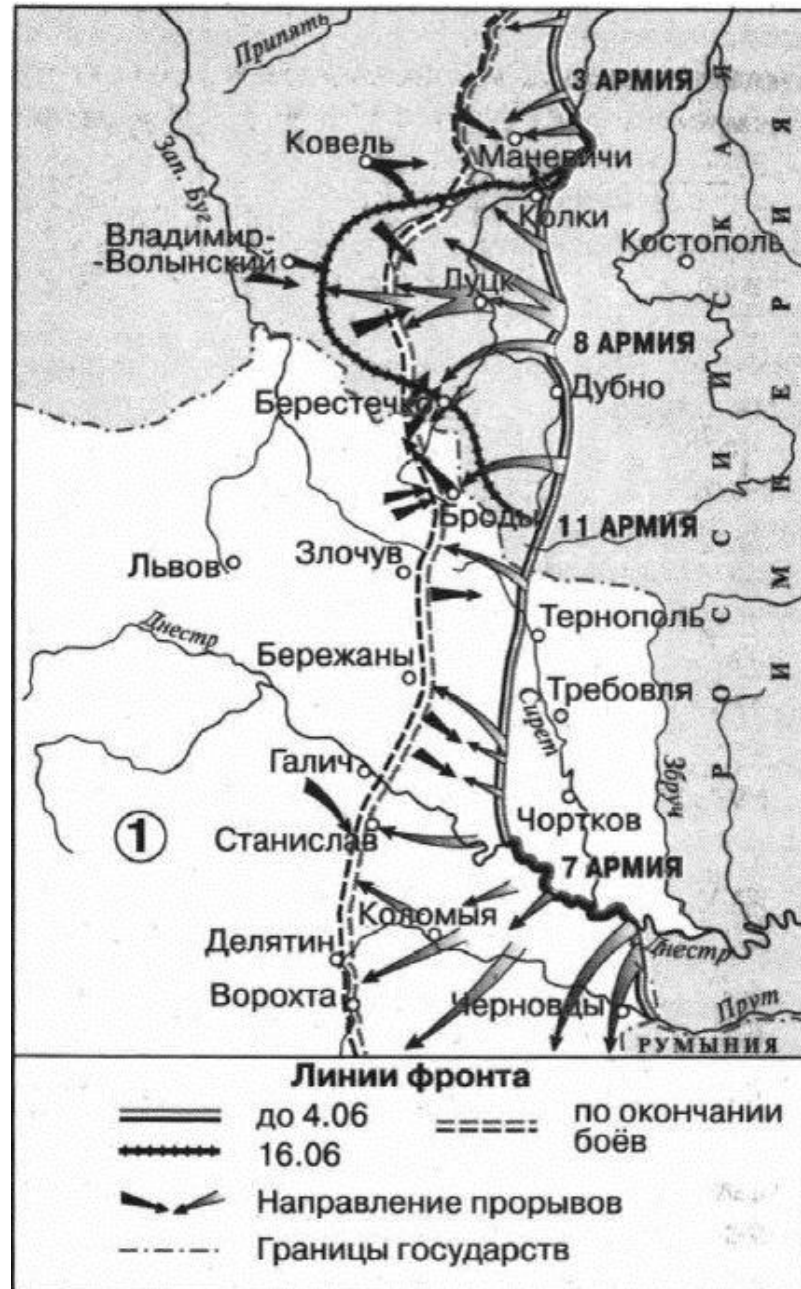 Припять
3 АРМИЯ
Ковель
Маневичи
Зап. Буг
Колки
Владимир-
-Волынский
Костополь
Луцк
8 АРМИЯ
Берестечко
Дубно
Броды
11 АРМИЯ
Львов
Злочув
Днестр
Тернополь
Бережаны
Требовля
Сирет
Збруч
Галич
1
Станислав
Чортков
7 АРМИЯ
Коломыя
Делятин
Днестр
Ворохта
Черновцы
Прут
РУМЫНИЯ
РОССИЙСКАЯ
ИМПЕРИЯ
Линии фронта
до 4.06
по окончании
боёв
16.06
Направление прорывов
Границы государств